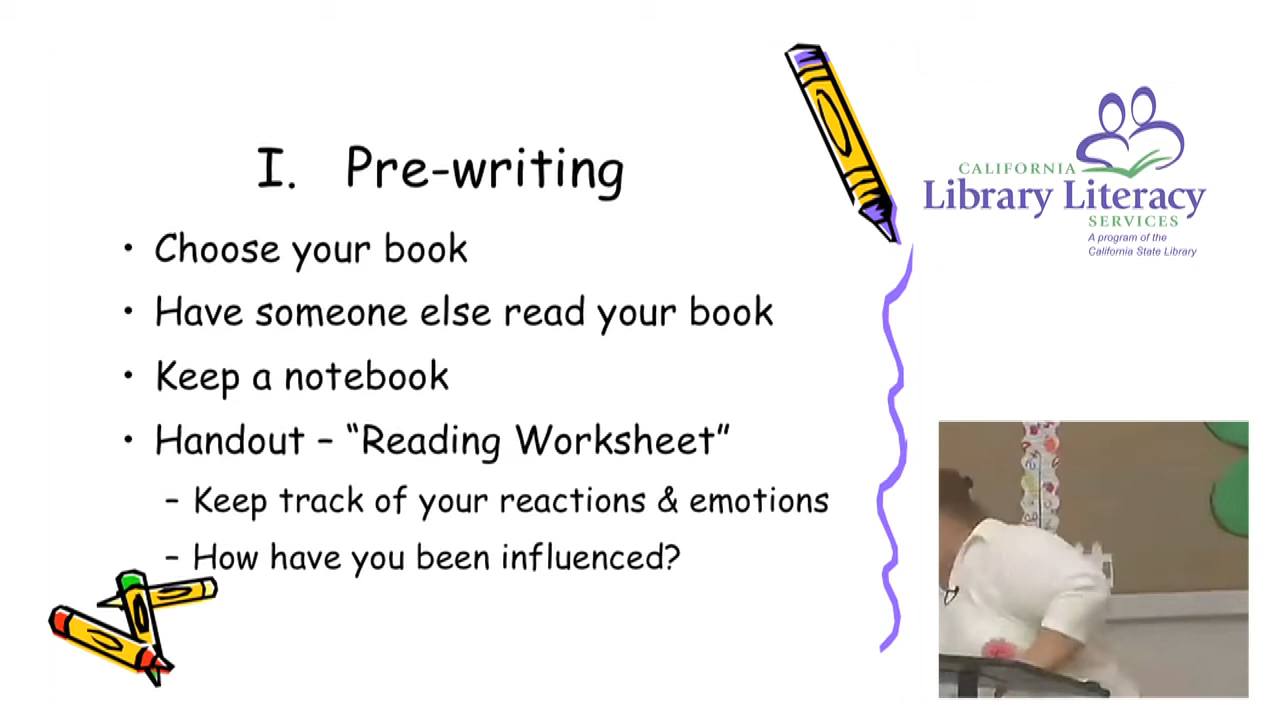 I. Pre-writing
• Choose your book
• Have someone else read your book
• Keep a notebook
• Handout – “Reading Worksheet”
– Keep track of your reactions & emotions
– How have you been influenced?
CALIFORNIA
Library Literacy
SERVICES
A program of the
California State Library